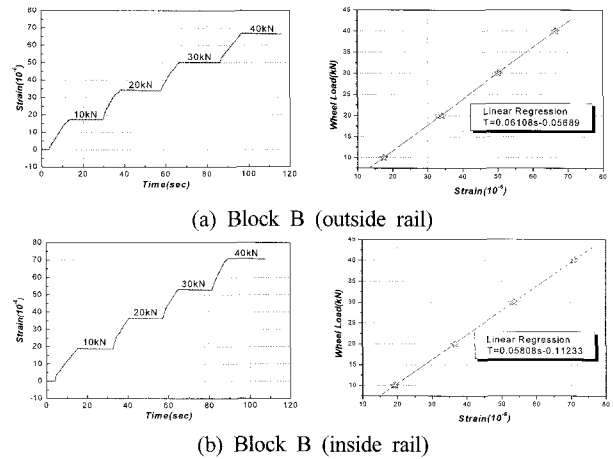 80
70
60
50
40
30
20
10
0
-10
Strain(10⁻⁶)
10kN
20kN
30kN
40kN
0 20 40 60 80 100 120
Time(sec)
45
40
35
30
25
20
15
10
Wheel Load(kN)
Linear Regression
T=0.06108s-0.05689
10 20 30 40 50 60 70 80
Strain(10⁻⁶)
(a) Block B (outside rail)
80
70
60
50
40
30
20
10
0
-10
Strain(10⁻⁶)
10kN
20kN
30kN
40kN
0 20 40 60 80 100 120
Time(sec)
45
40
35
30
25
20
15
10
Wheel Load(kN)
Linear Regression
T=0.05808s-0.11233
10 20 30 40 50 60 70 80
Strain(10⁻⁶)
(b) Block B (inside rail)